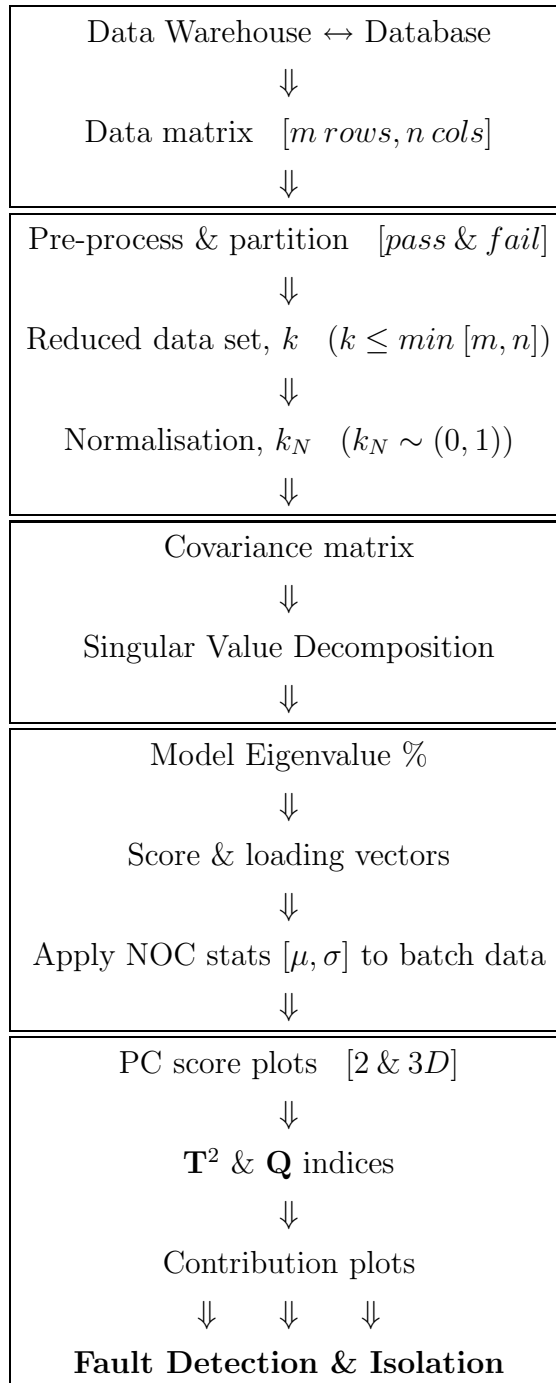 Data Warehouse ↔ Database
⇓
Data matrix [m rows, n cols]
⇓
Pre-process & partition [pass & fail]
⇓
Reduced data set, k (k ≤ min [m, n])
⇓
Normalisation, k_N (k_N ∼ (0, 1))
⇓
Covariance matrix
⇓
Singular Value Decomposition
⇓
Model Eigenvalue %
⇓
Score & loading vectors
⇓
Apply NOC stats [μ, σ] to batch data
⇓
PC score plots [2 & 3D]
⇓
T² & Q indices
⇓
Contribution plots
⇓ ⇓ ⇓
Fault Detection & Isolation